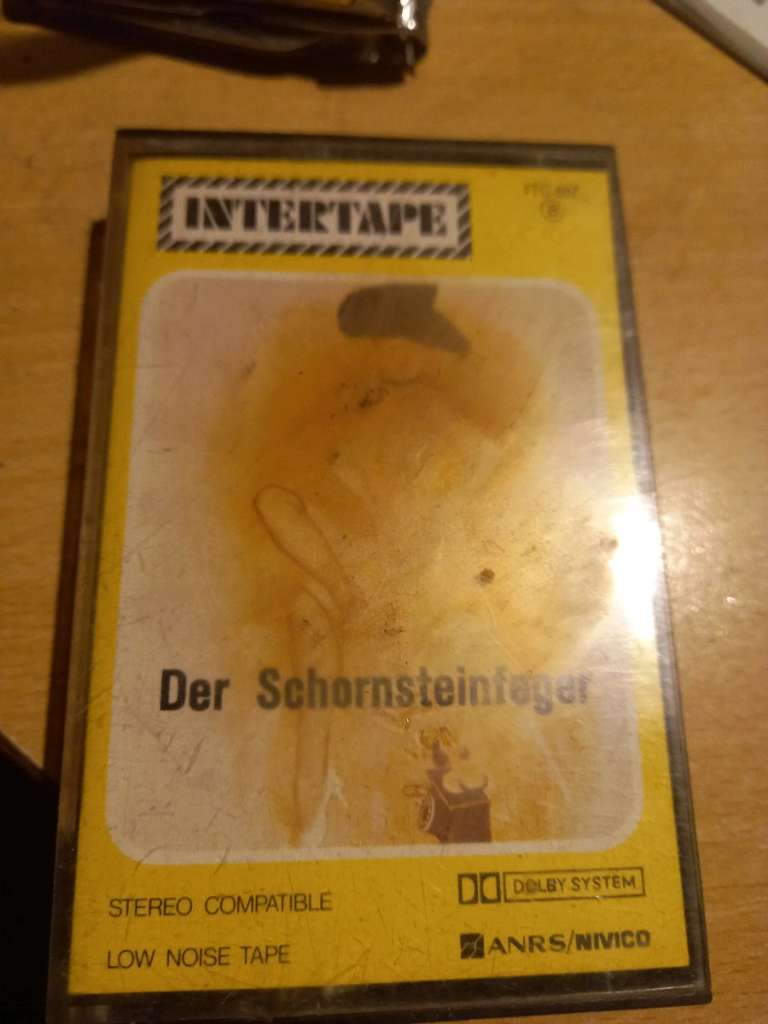 INTERTAPE
Der Schornsteinfeger
STEREO COMPATIBLE
DOLBY SYSTEM
LOW NOISE TAPE
ANRS/NIVICO